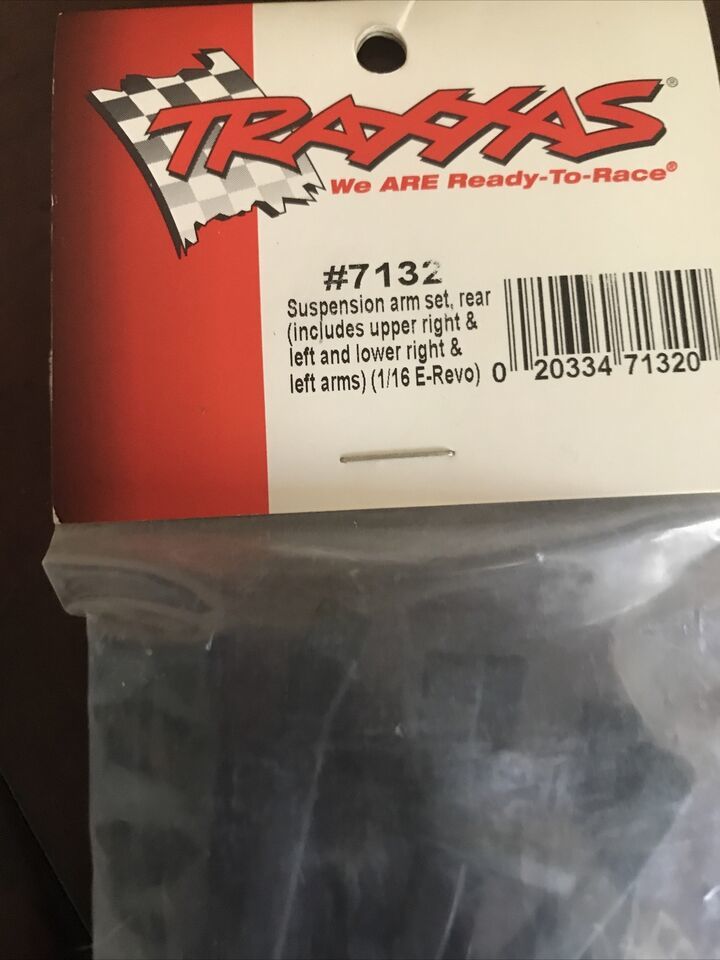 TRAXXAS®
We ARE Ready-To-Race®
#7132
Suspension arm set, rear
(includes upper right &
left and lower right &
left arms) (1/16 E-Revo)
0 20334 71320